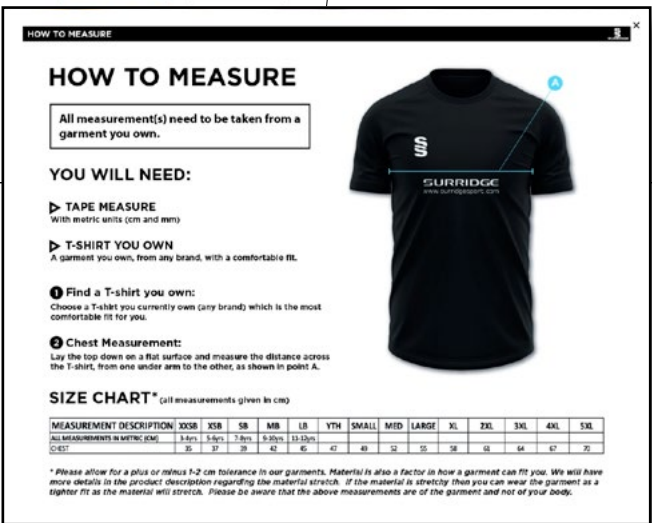 HOW TO MEASURE
×
HOW TO MEASURE
A
All measurement(s) need to be taken from a
garment you own.
YOU WILL NEED:
SURRIDGE
www.surridgesport.com
TAPE MEASURE
With metric units (cm and mm)
T-SHIRT YOU OWN
A garment you own, from any brand, with a comfortable fit.
1 Find a T-shirt you own:
Choose a T-shirt you currently own (any brand) which is the most
comfortable fit for you.
2 Chest Measurement:
Lay the top down on a flat surface and measure the distance across
the T-shirt, from one under arm to the other, as shown in point A.
SIZE CHART* (all measurements given in cm)
MEASUREMENT DESCRIPTION XXSB XSB SB MB LB YTH SMALL MED LARGE XL 2XL 3XL 4XL 5XL
ALL MEASUREMENTS IN METRIC (CM) 3-4yrs 5-6yrs 7-8yrs 9-10yrs 11-12yrs
CHEST 35 37 39 42 45 47 49 52 55 58 61 64 67 70
* Please allow for a plus or minus 1-2 cm tolerance in our garments. Material is also a factor in how a garment can fit you. We will have
more details in the product description regarding the material stretch. If the material is stretchy then you can wear the garment as a
tighter fit as the material will stretch. Please be aware that the above measurements are of the garment and not of your body.